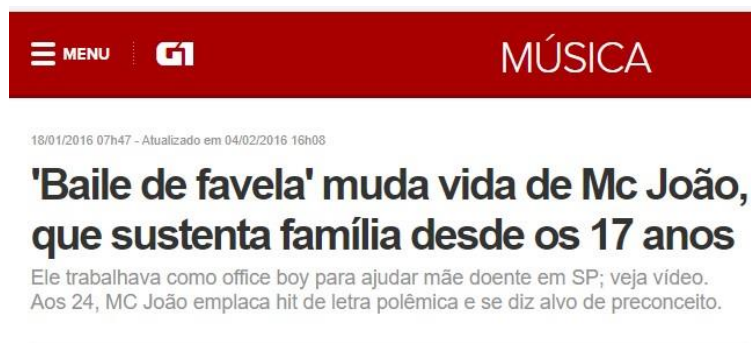 MENU G1 MÚSICA
18/01/2016 07h47 - Atualizado em 04/02/2016 16h08
'Baile de favela' muda vida de Mc João,
que sustenta família desde os 17 anos
Ele trabalhava como office boy para ajudar mãe doente em SP; veja vídeo.
Aos 24, MC João emplaca hit de letra polêmica e se diz alvo de preconceito.